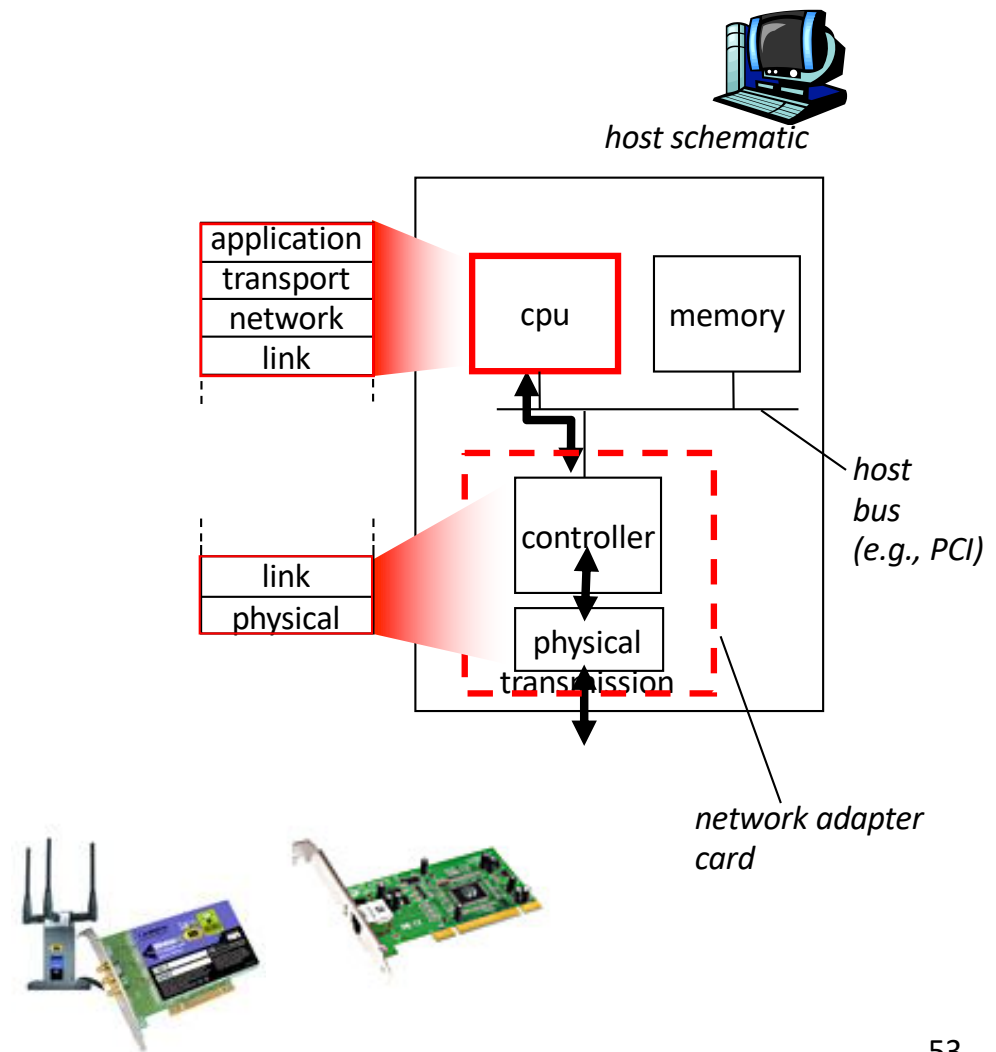 host schematic
application
transport
network
link
cpu
memory
host
bus
(e.g., PCI)
controller
link
physical
physical
transmission
network adapter
card
53